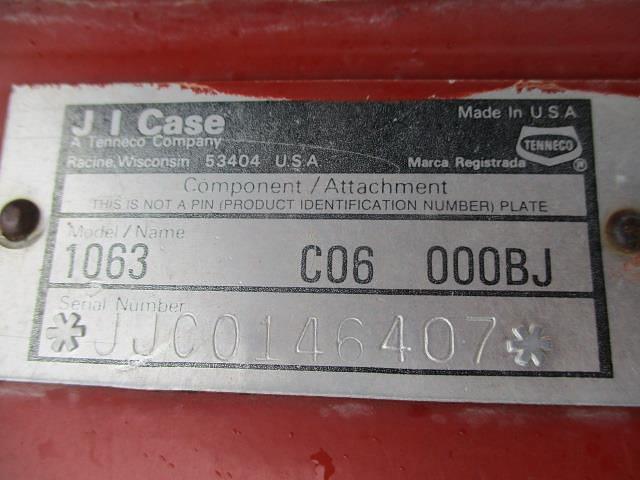 J I Case
A Tenneco Company
Racine, Wisconsin 53404 U.S.A
Made In U.S.A
TENNECO
Marca Registrada ®
Component/Attachment
THIS IS NOT A PIN (PRODUCT IDENTIFICATION NUMBER) PLATE
Model/Name
1063 C06 000BJ
Serial Number
*JJC0146407*